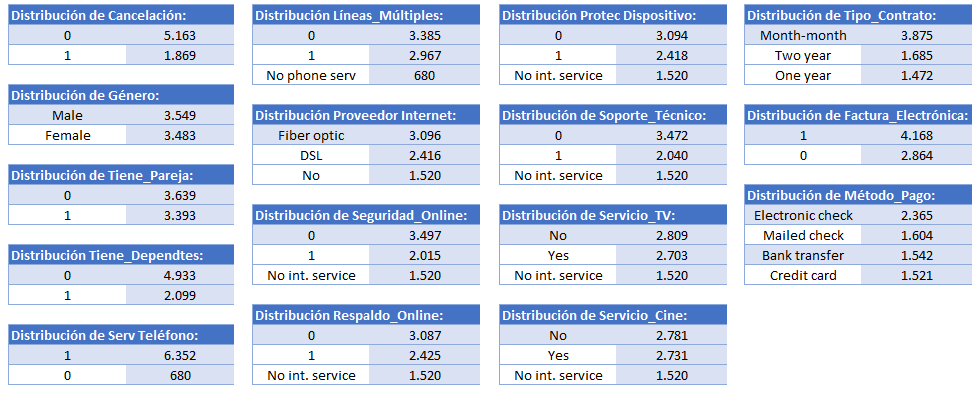 Distribución de Cancelación:
0 5.163
1 1.869
Distribución de Género:
Male 3.549
Female 3.483
Distribución de Tiene_Pareja:
0 3.639
1 3.393
Distribución Tiene_Dependtes:
0 4.933
1 2.099
Distribución de Serv Teléfono:
1 6.352
0 680
Distribución Líneas_Múltiples:
0 3.385
1 2.967
No phone serv 680
Distribución Proveedor Internet:
Fiber optic 3.096
DSL 2.416
No 1.520
Distribución de Seguridad_Online:
0 3.497
1 2.015
No int. service 1.520
Distribución Respaldo_Online:
0 3.087
1 2.425
No int. service 1.520
Distribución Protec Dispositivo:
0 3.094
1 2.418
No int. service 1.520
Distribución de Soporte_Técnico:
0 3.472
1 2.040
No int. service 1.520
Distribución de Servicio_TV:
No 2.809
Yes 2.703
No int. service 1.520
Distribución de Servicio_Cine:
No 2.781
Yes 2.731
No int. service 1.520
Distribución de Tipo_Contrato:
Month-month 3.875
Two year 1.685
One year 1.472
Distribución de Factura_Electrónica:
1 4.168
0 2.864
Distribución de Método_Pago:
Electronic check 2.365
Mailed check 1.604
Bank transfer 1.542
Credit card 1.521